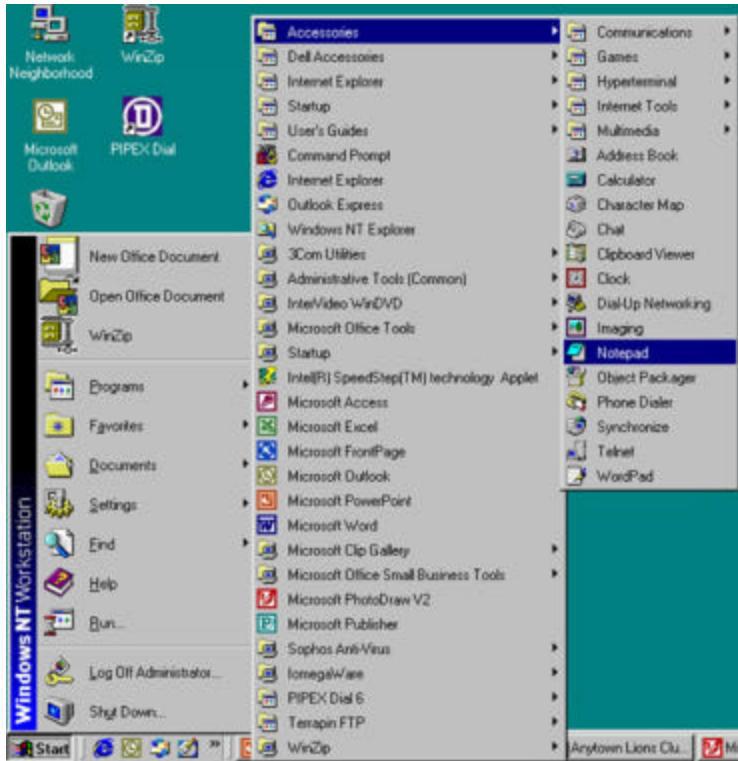 Network
Neighborhood
WinZip
Microsoft
Outlook
PIPEX Dial
New Office Document
Open Office Document
WinZip
Programs
Favorites
Documents
Settings
Find
Help
Run...
Log Off Administrator...
Shut Down...
Windows NT Workstation
Start
Accessories
Dell Accessories
Internet Explorer
Startup
User's Guides
Command Prompt
Internet Explorer
Outlook Express
Windows NT Explorer
3Com Utilities
Administrative Tools (Common)
InterVideo WinDVD
Microsoft Office Tools
Startup
Intel(R) SpeedStep(TM) technology Applet
Microsoft Access
Microsoft Excel
Microsoft FrontPage
Microsoft Outlook
Microsoft PowerPoint
Microsoft Word
Microsoft Clip Gallery
Microsoft Office Small Business Tools
Microsoft PhotoDraw V2
Microsoft Publisher
Sophos Anti-Virus
IomegaWare
PIPEX Dial 6
Terrapin FTP
WinZip
Communications
Games
Hyperterminal
Internet Tools
Multimedia
Address Book
Calculator
Character Map
Chat
Clipboard Viewer
Clock
Dial-Up Networking
Imaging
Notepad
Object Packager
Phone Dialer
Synchronize
Telnet
WordPad
Anytown Lions Clu...